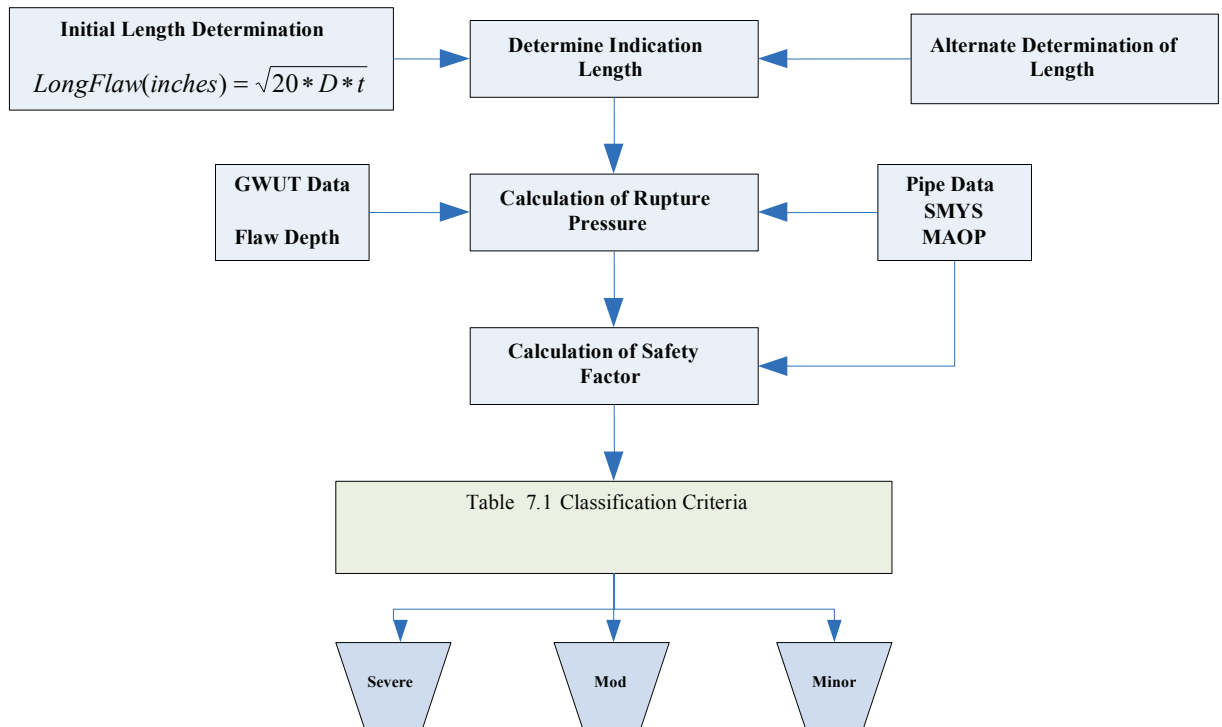 Initial Length Determination
LongFlaw(inches) = √20 * D * t
Determine Indication
Length
Alternate Determination of
Length
GWUT Data
Flaw Depth
Calculation of Rupture
Pressure
Pipe Data
SMYS
MAOP
Calculation of Safety
Factor
Table 7.1 Classification Criteria
Severe
Mod
Minor